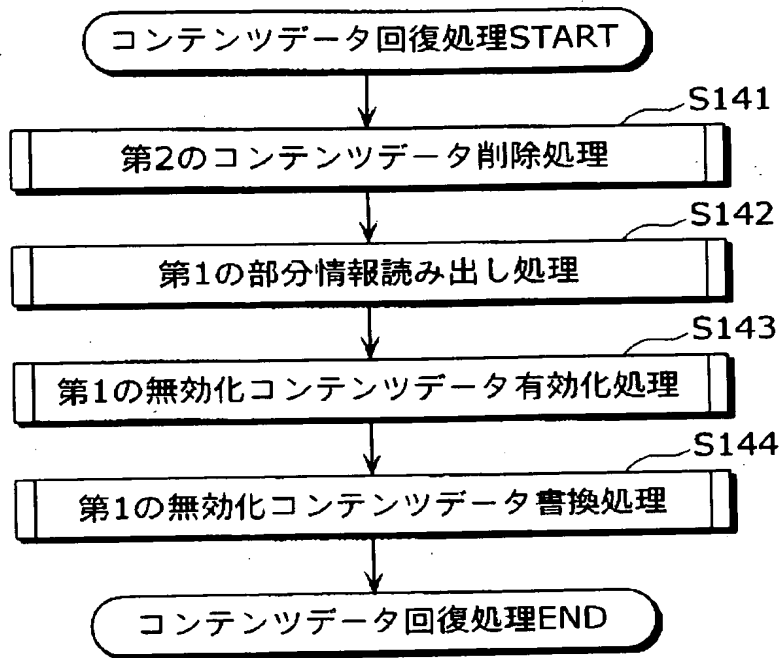 コンテンツデータ回復処理START
S141
第2のコンテンツデータ削除処理
S142
第1の部分情報読み出し処理
S143
第1の無効化コンテンツデータ有効化処理
S144
第1の無効化コンテンツデータ書換処理
コンテンツデータ回復処理END